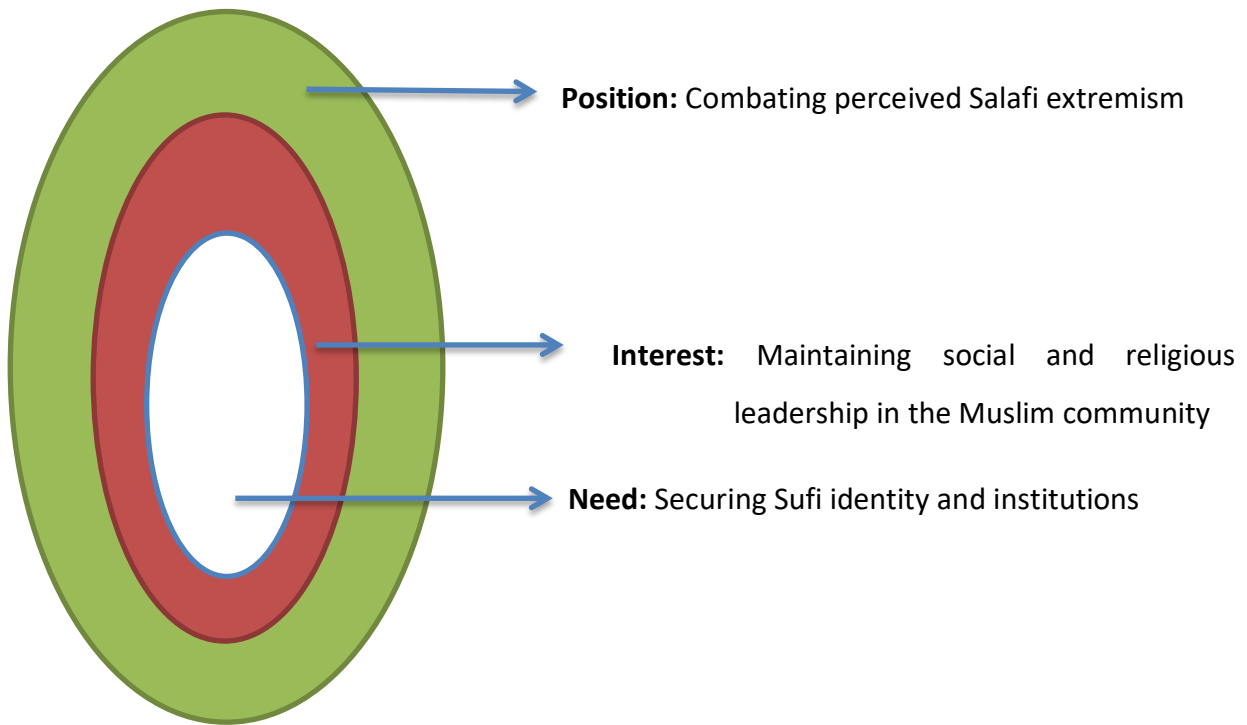 Position: Combating perceived Salafi extremism
Interest: Maintaining social and religious
leadership in the Muslim community
Need: Securing Sufi identity and institutions